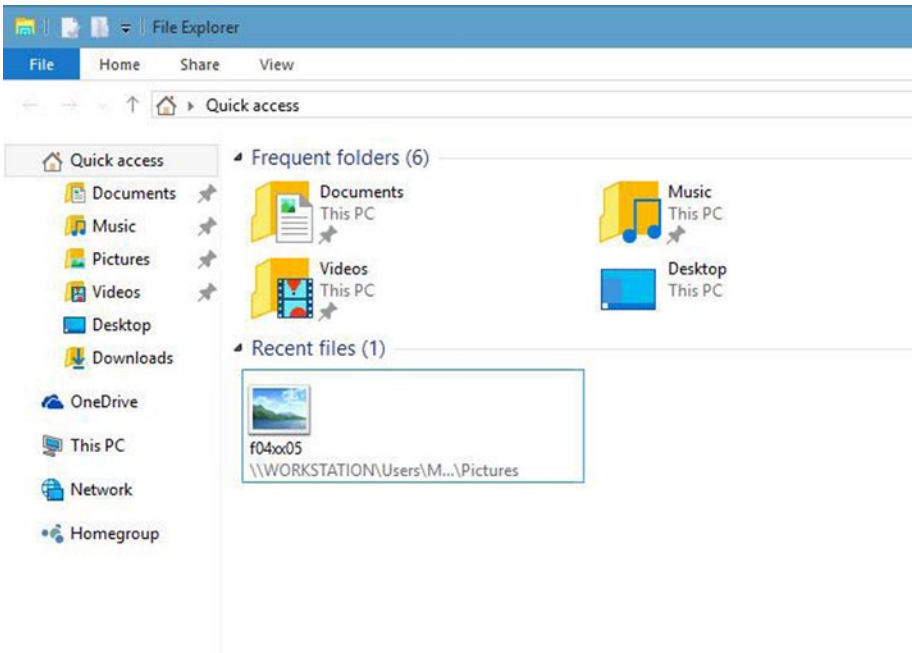 File Explorer
File Home Share View
Quick access
Quick access
Documents
Music
Pictures
Videos
Desktop
Downloads
OneDrive
This PC
Network
Homegroup
Frequent folders (6)
Documents
This PC
Music
This PC
Videos
This PC
Desktop
This PC
Recent files (1)
f04xx05
\\WORKSTATION\Users\M...\Pictures